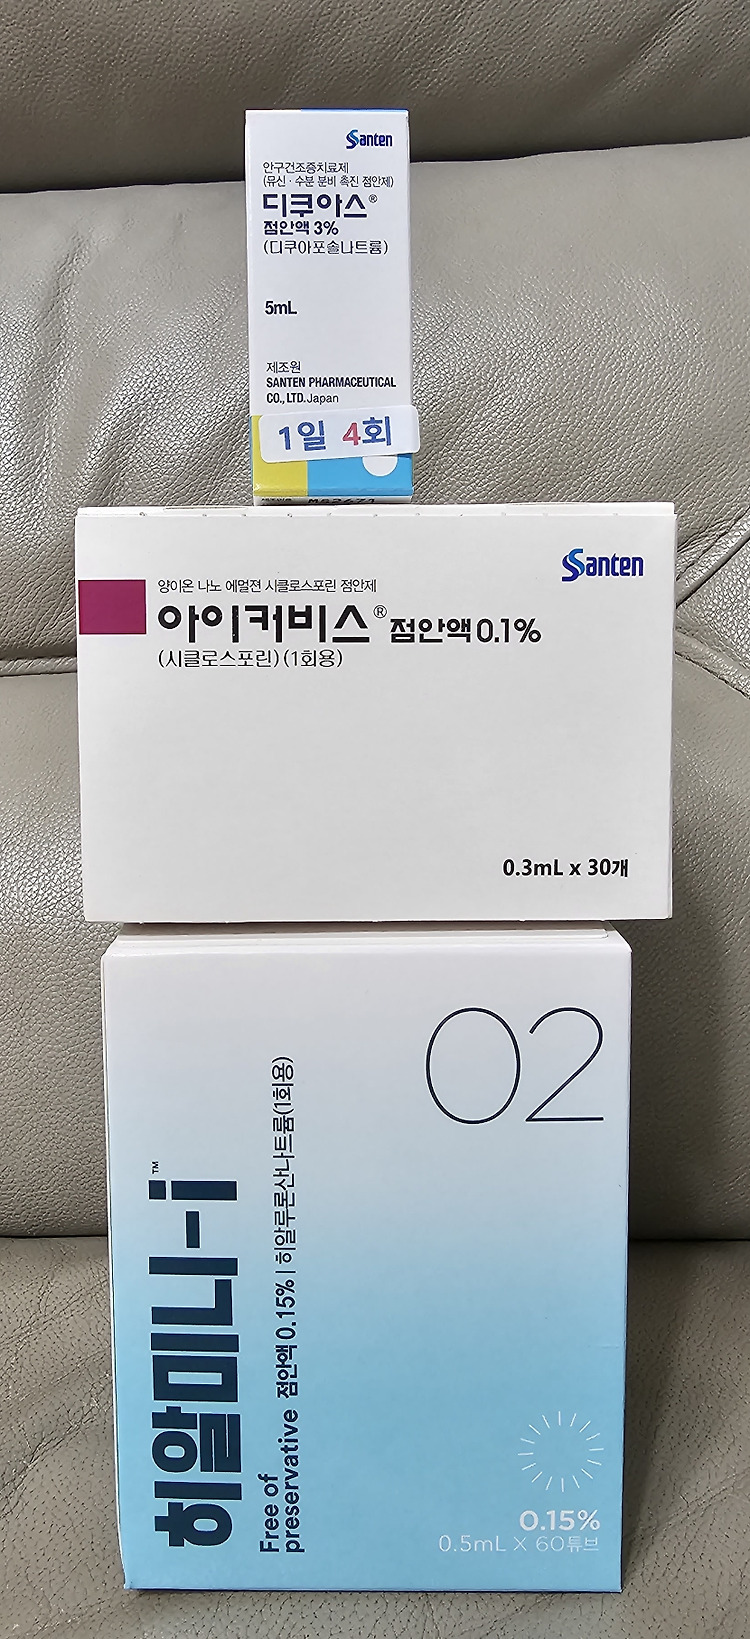 Santen
안구건조증치료제
(뮤신·수분 분비 촉진 점안제)
디쿠아스®
점안액 3%
(디쿠아포솔나트륨)
5mL
제조원
SANTEN PHARMACEUTICAL
CO., LTD. Japan
1일 4회
Santen
양이온 나노 에멀젼 시클로스포린 점안제
아이커비스® 점안액 0.1%
(시클로스포린) (1회용)
0.3mL x 30개
02
히알미니-i™
Free of
preservative 점안액 0.15% | 히알루론산나트륨(1회용)
0.15%
0.5mL X 60튜브